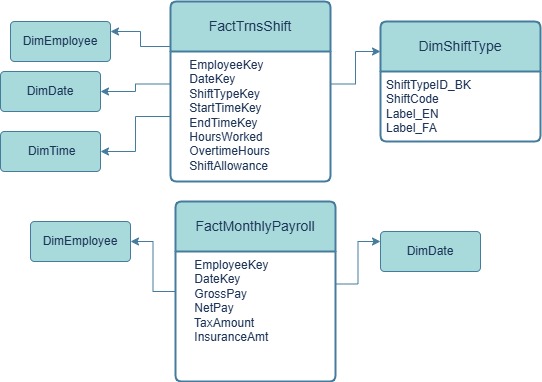 DimEmployee
DimDate
DimTime
FactTrnsShift
EmployeeKey
DateKey
ShiftTypeKey
StartTimeKey
EndTimeKey
HoursWorked
OvertimeHours
ShiftAllowance
DimShiftType
ShiftTypeID_BK
ShiftCode
Label_EN
Label_FA
DimEmployee
FactMonthlyPayroll
EmployeeKey
DateKey
GrossPay
NetPay
TaxAmount
InsuranceAmt
DimDate